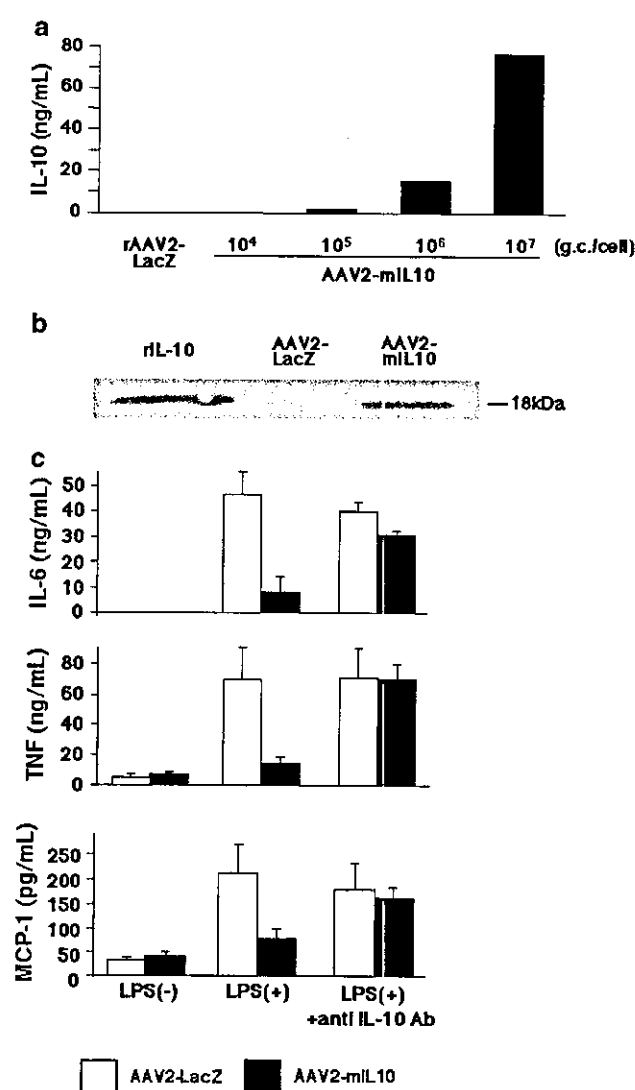 a
IL-10 (ng/mL)
80
60
40
20
0
rAAV2-
LacZ
10⁴ 10⁵ 10⁶ 10⁷ (g.c./cell)
AAV2-mIL10
b
rIL-10 AAV2-
LacZ AAV2-
mIL10
18kDa
c
IL-6 (ng/mL)
50
40
30
20
10
0
TNF (ng/mL)
80
60
40
20
0
MCP-1 (pg/mL)
250
200
150
100
50
0
LPS(-) LPS(+) LPS(+)
+anti IL-10 Ab
AAV2-LacZ AAV2-mIL10